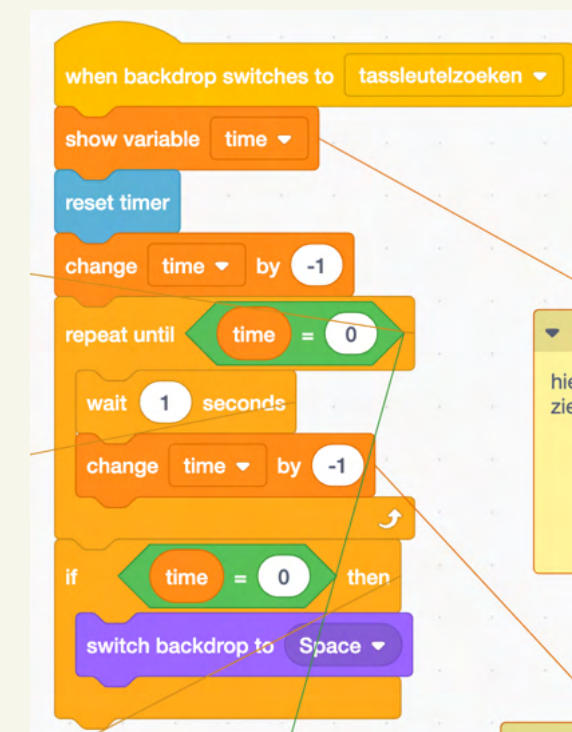 when backdrop switches to tassleutelzoeken
show variable time
reset timer
change time by -1
repeat until time = 0
hie
zie
wait 1 seconds
change time by -1
if time = 0 then
switch backdrop to Space